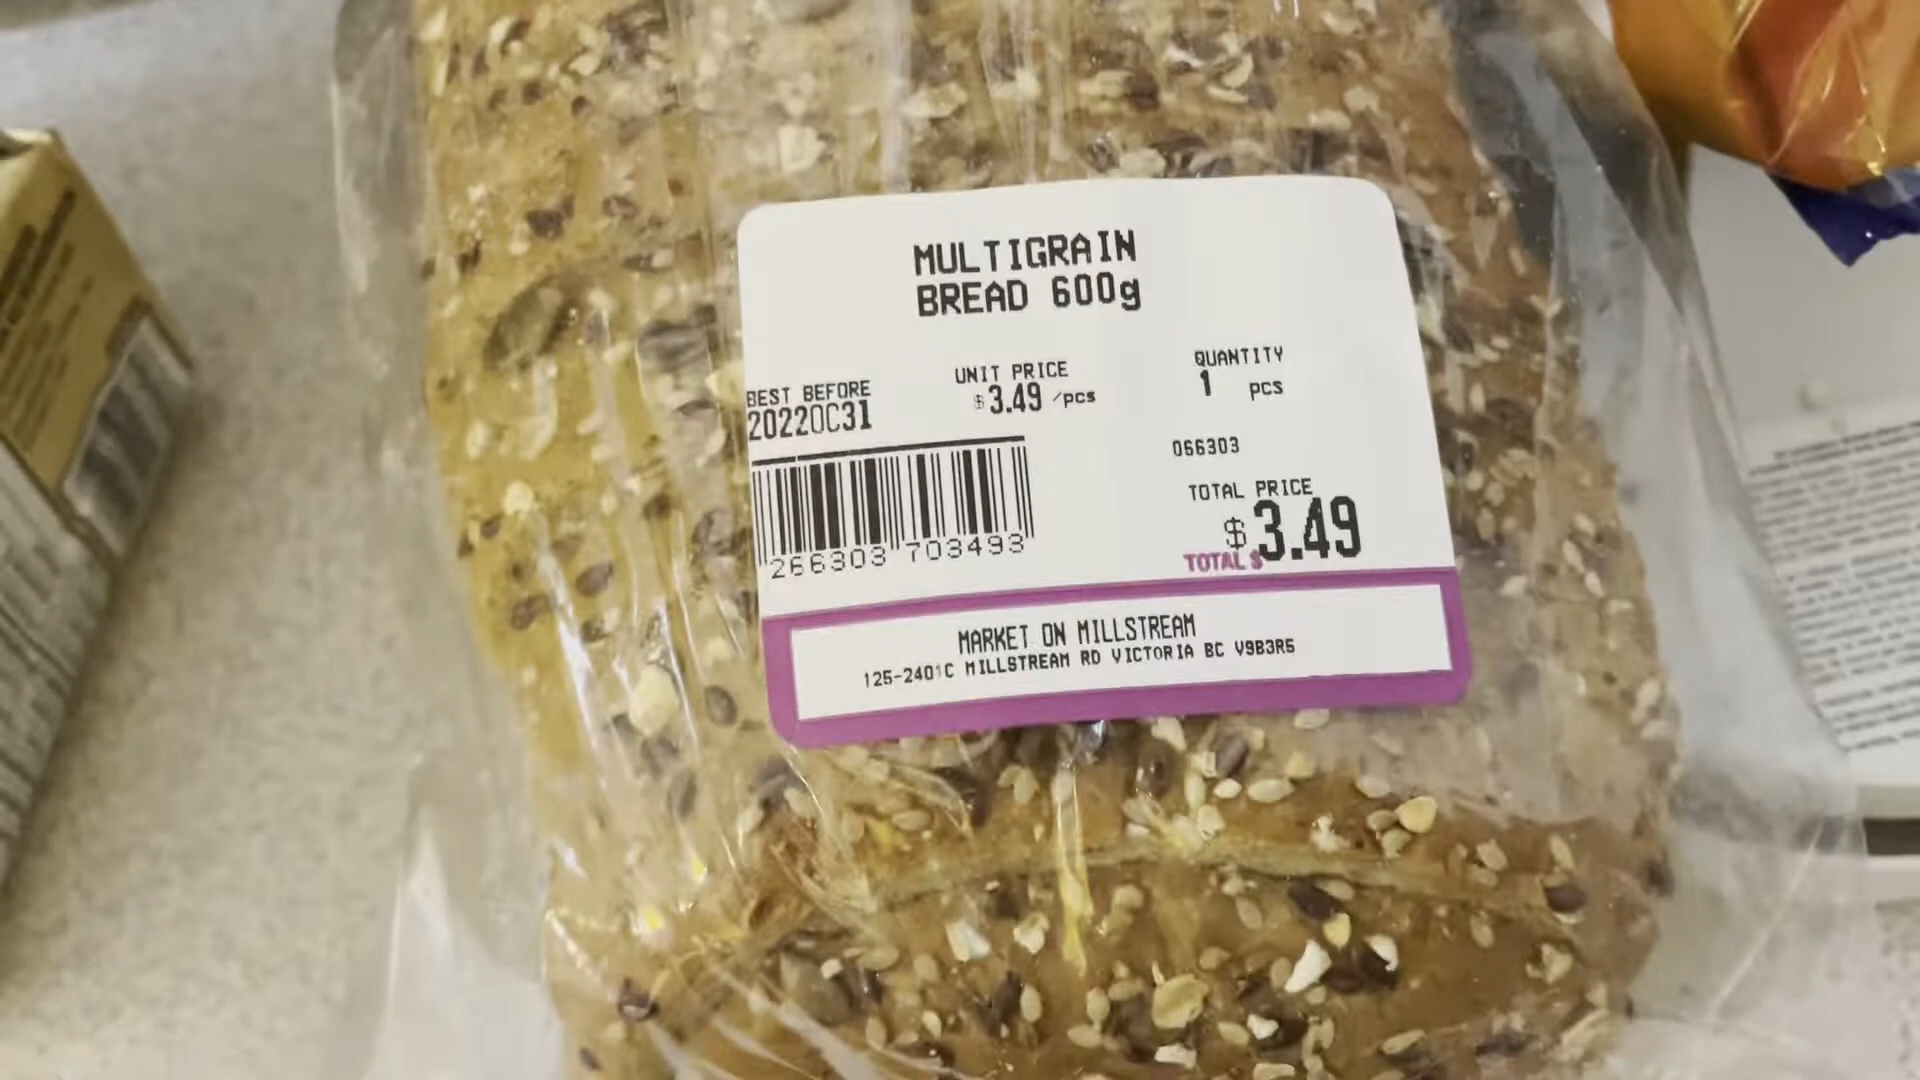 MULTIGRAIN
BREAD 600g
BEST BEFORE
2022OC31
UNIT PRICE
$3.49 /pcs
QUANTITY
1 pcs
066303
266303 703493
TOTAL PRICE
$3.49
TOTAL $
MARKET ON MILLSTREAM
125-2401C MILLSTREAM RD VICTORIA BC V9B3R5